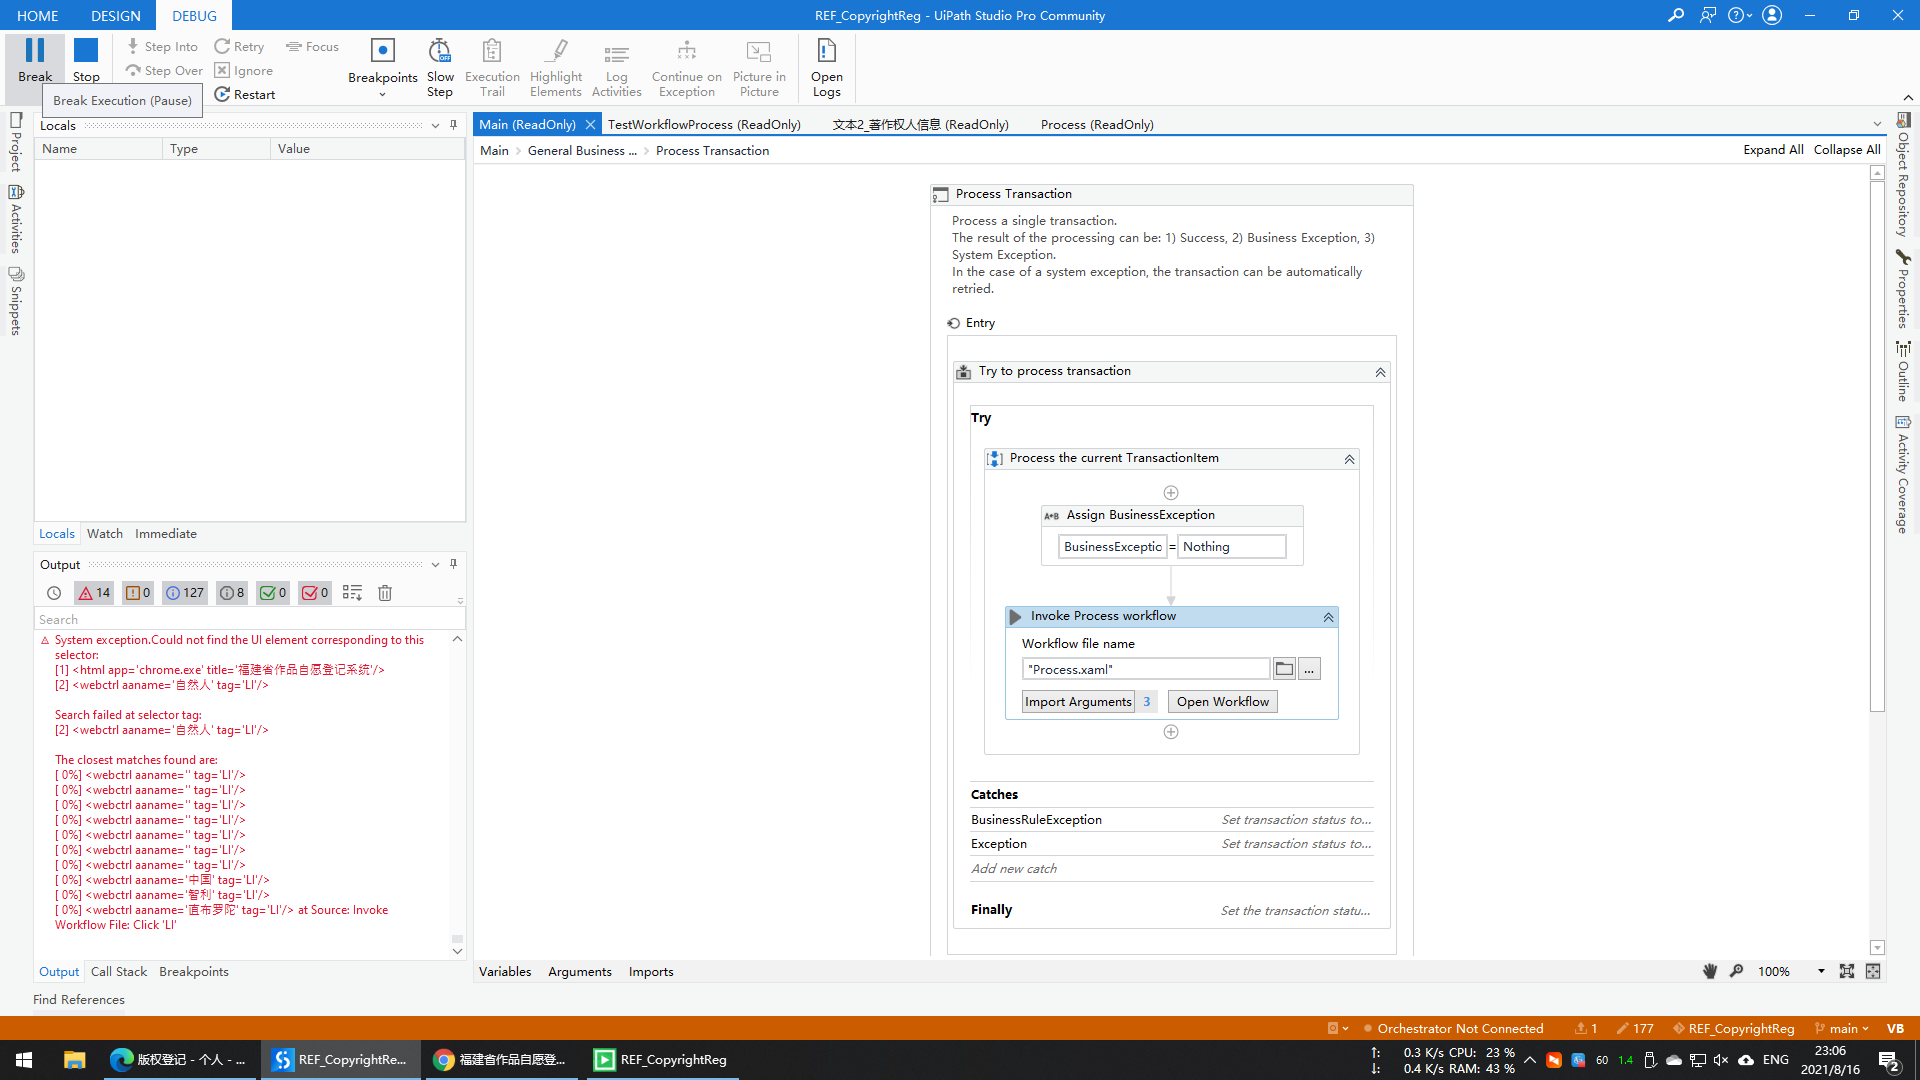 HOME DESIGN DEBUG REF_CopyrightReg - UiPath Studio Pro Community
Break Stop Step Into Step Over Retry Ignore Restart Focus Breakpoints Slow Step Execution Trail Highlight Elements Log Activities Continue on Exception Picture in Picture Open Logs
Break Execution (Pause)
Project
Activities
Snippets
Locals
Name Type Value
Locals Watch Immediate
Output
14 0 127 8 0 0
Search
System exception.Could not find the UI element corresponding to this
selector:
[1] <html app='chrome.exe' title='福建省作品自愿登记系统'/>
[2] <webctrl aaname='自然人' tag='LI'/>
Search failed at selector tag:
[2] <webctrl aaname='自然人' tag='LI'/>
The closest matches found are:
[ 0%] <webctrl aaname='' tag='LI'/>
[ 0%] <webctrl aaname='' tag='LI'/>
[ 0%] <webctrl aaname='' tag='LI'/>
[ 0%] <webctrl aaname='' tag='LI'/>
[ 0%] <webctrl aaname='' tag='LI'/>
[ 0%] <webctrl aaname='' tag='LI'/>
[ 0%] <webctrl aaname='' tag='LI'/>
[ 0%] <webctrl aaname='中国' tag='LI'/>
[ 0%] <webctrl aaname='智利' tag='LI'/>
[ 0%] <webctrl aaname='直布罗陀' tag='LI'/> at Source: Invoke
Workflow File: Click 'LI'
Output Call Stack Breakpoints
Find References
Main (ReadOnly) TestWorkflowProcess (ReadOnly) 文本2_著作权人信息 (ReadOnly) Process (ReadOnly)
Main General Business ... Process Transaction Expand All Collapse All
Process Transaction
Process a single transaction.
The result of the processing can be: 1) Success, 2) Business Exception, 3)
System Exception.
In the case of a system exception, the transaction can be automatically
retried.
Entry
Try to process transaction
Try
Process the current TransactionItem
A•B Assign BusinessException
BusinessExceptio = Nothing
Invoke Process workflow
Workflow file name
"Process.xaml" ...
Import Arguments 3 Open Workflow
Catches
BusinessRuleException Set transaction status to...
Exception Set transaction status to...
Add new catch
Finally Set the transaction statu...
Variables Arguments Imports 100%
Object Repository
Properties
Outline
Activity Coverage
Orchestrator Not Connected 1 177 REF_CopyrightReg main VB
版权登记 - 个人 - ... REF_CopyrightRe... 福建省作品自愿登... REF_CopyrightReg
0.3 K/s CPU: 23 %
0.4 K/s RAM: 43 %
60 1.4 ENG
23:06
2021/8/16
2